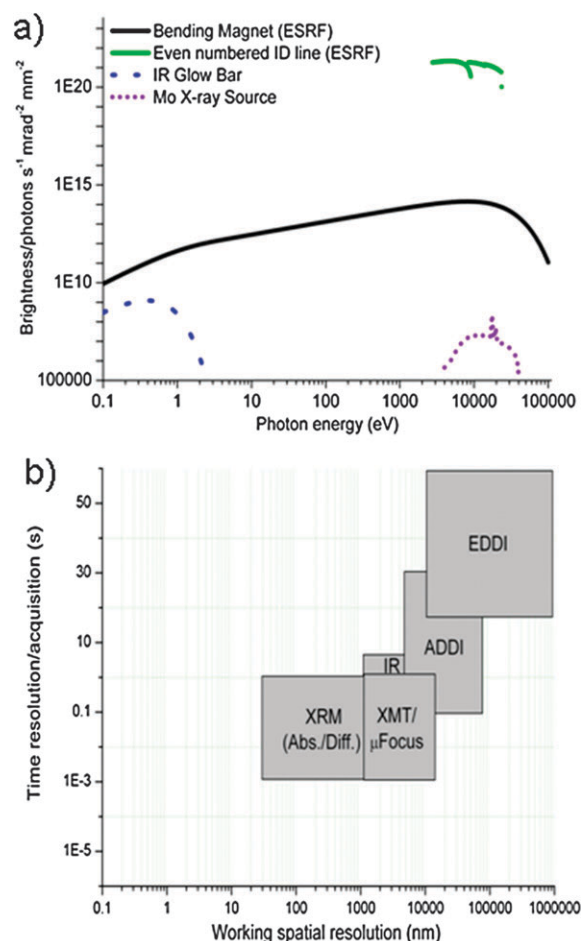 a)
Bending Magnet (ESRF)
Even numbered ID line (ESRF)
IR Glow Bar
Mo X-ray Source
Brightness/photons s⁻¹ mrad⁻² mm⁻²
1E20
1E15
1E10
100000
0.1 1 10 100 1000 10000 100000
Photon energy (eV)
b)
Time resolution/acquisition (s)
50
30
10
0.1
1E-3
1E-5
EDDI
ADDI
IR
XRM
(Abs./Diff.)
XMT/
μFocus
0.1 1 10 100 1000 10000 100000 1000000
Working spatial resolution (nm)